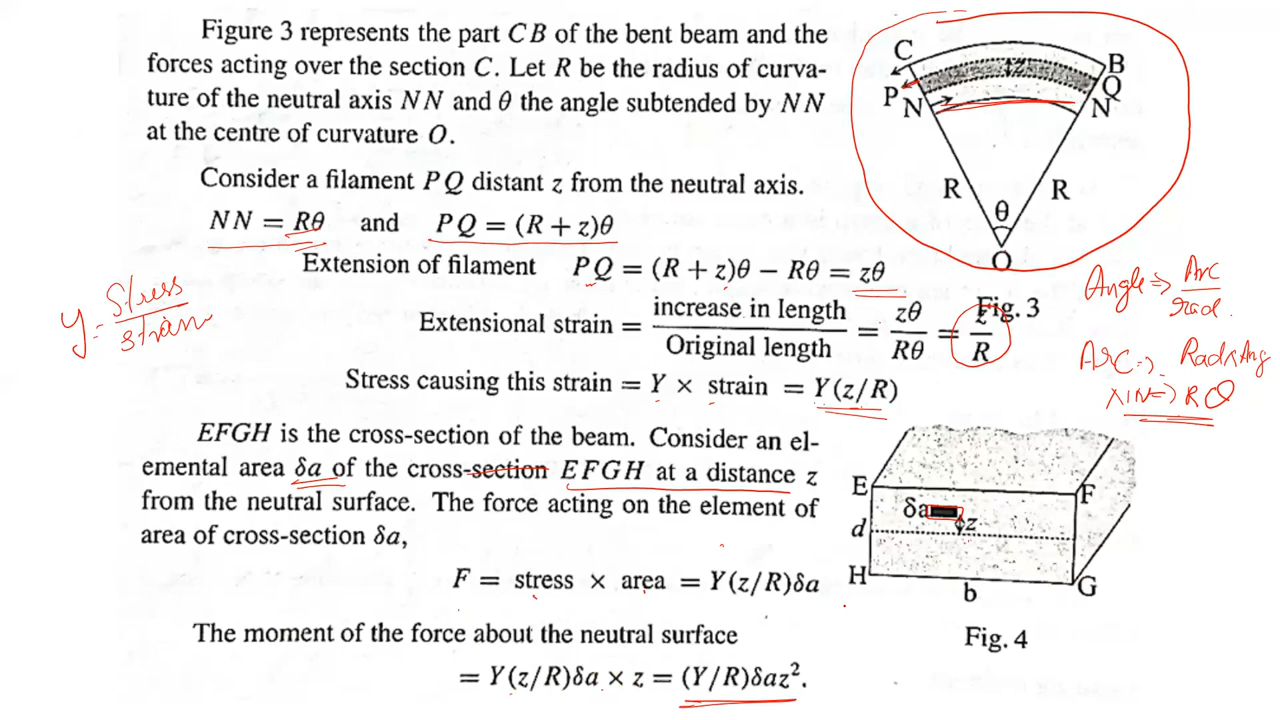 Figure 3 represents the part CB of the bent beam and the
forces acting over the section C. Let R be the radius of curva-
ture of the neutral axis NN and θ the angle subtended by NN
at the centre of curvature O.
Consider a filament PQ distant z from the neutral axis.
NN = Rθ and PQ = (R + z)θ
Extension of filament PQ = (R + z)θ − Rθ = zθ
Extensional strain = increase in length / Original length = zθ / Rθ = z / R
Stress causing this strain = Y × strain = Y(z/R)
EFGH is the cross-section of the beam. Consider an el-
emental area δa of the cross-section EFGH at a distance z
from the neutral surface. The force acting on the element of
area of cross-section δa,
F = stress × area = Y(z/R)δa
The moment of the force about the neutral surface
= Y(z/R)δa × z = (Y/R)δaz².
y = Stress / strain
C
B
z
P
Q
N
N
R
R
θ
O
Fig. 3
Angle ⇒ Arc / rad.
Arc ⇒ Rad × Ang
⇒ Rθ
E
F
δa
z
d
H
G
b
Fig. 4